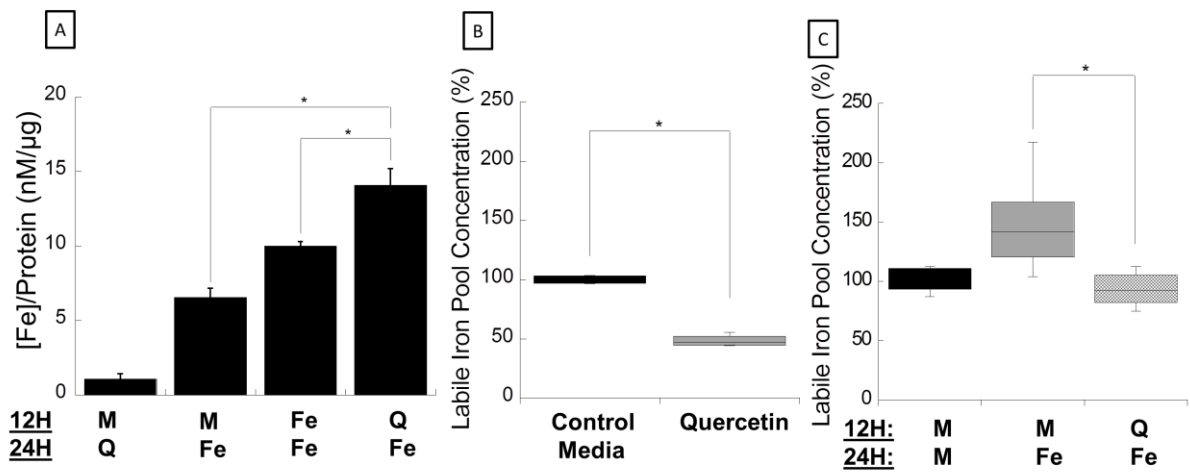 A
[Fe]/Protein (nM/µg)
20
15
10
5
0
*
*
12H M M Fe Q
24H Q Fe Fe Fe
B
Labile Iron Pool Concentration (%)
250
200
150
100
50
0
*
Control Quercetin
Media
C
Labile Iron Pool Concentration (%)
250
200
150
100
50
0
*
12H: M M Q
24H: M Fe Fe